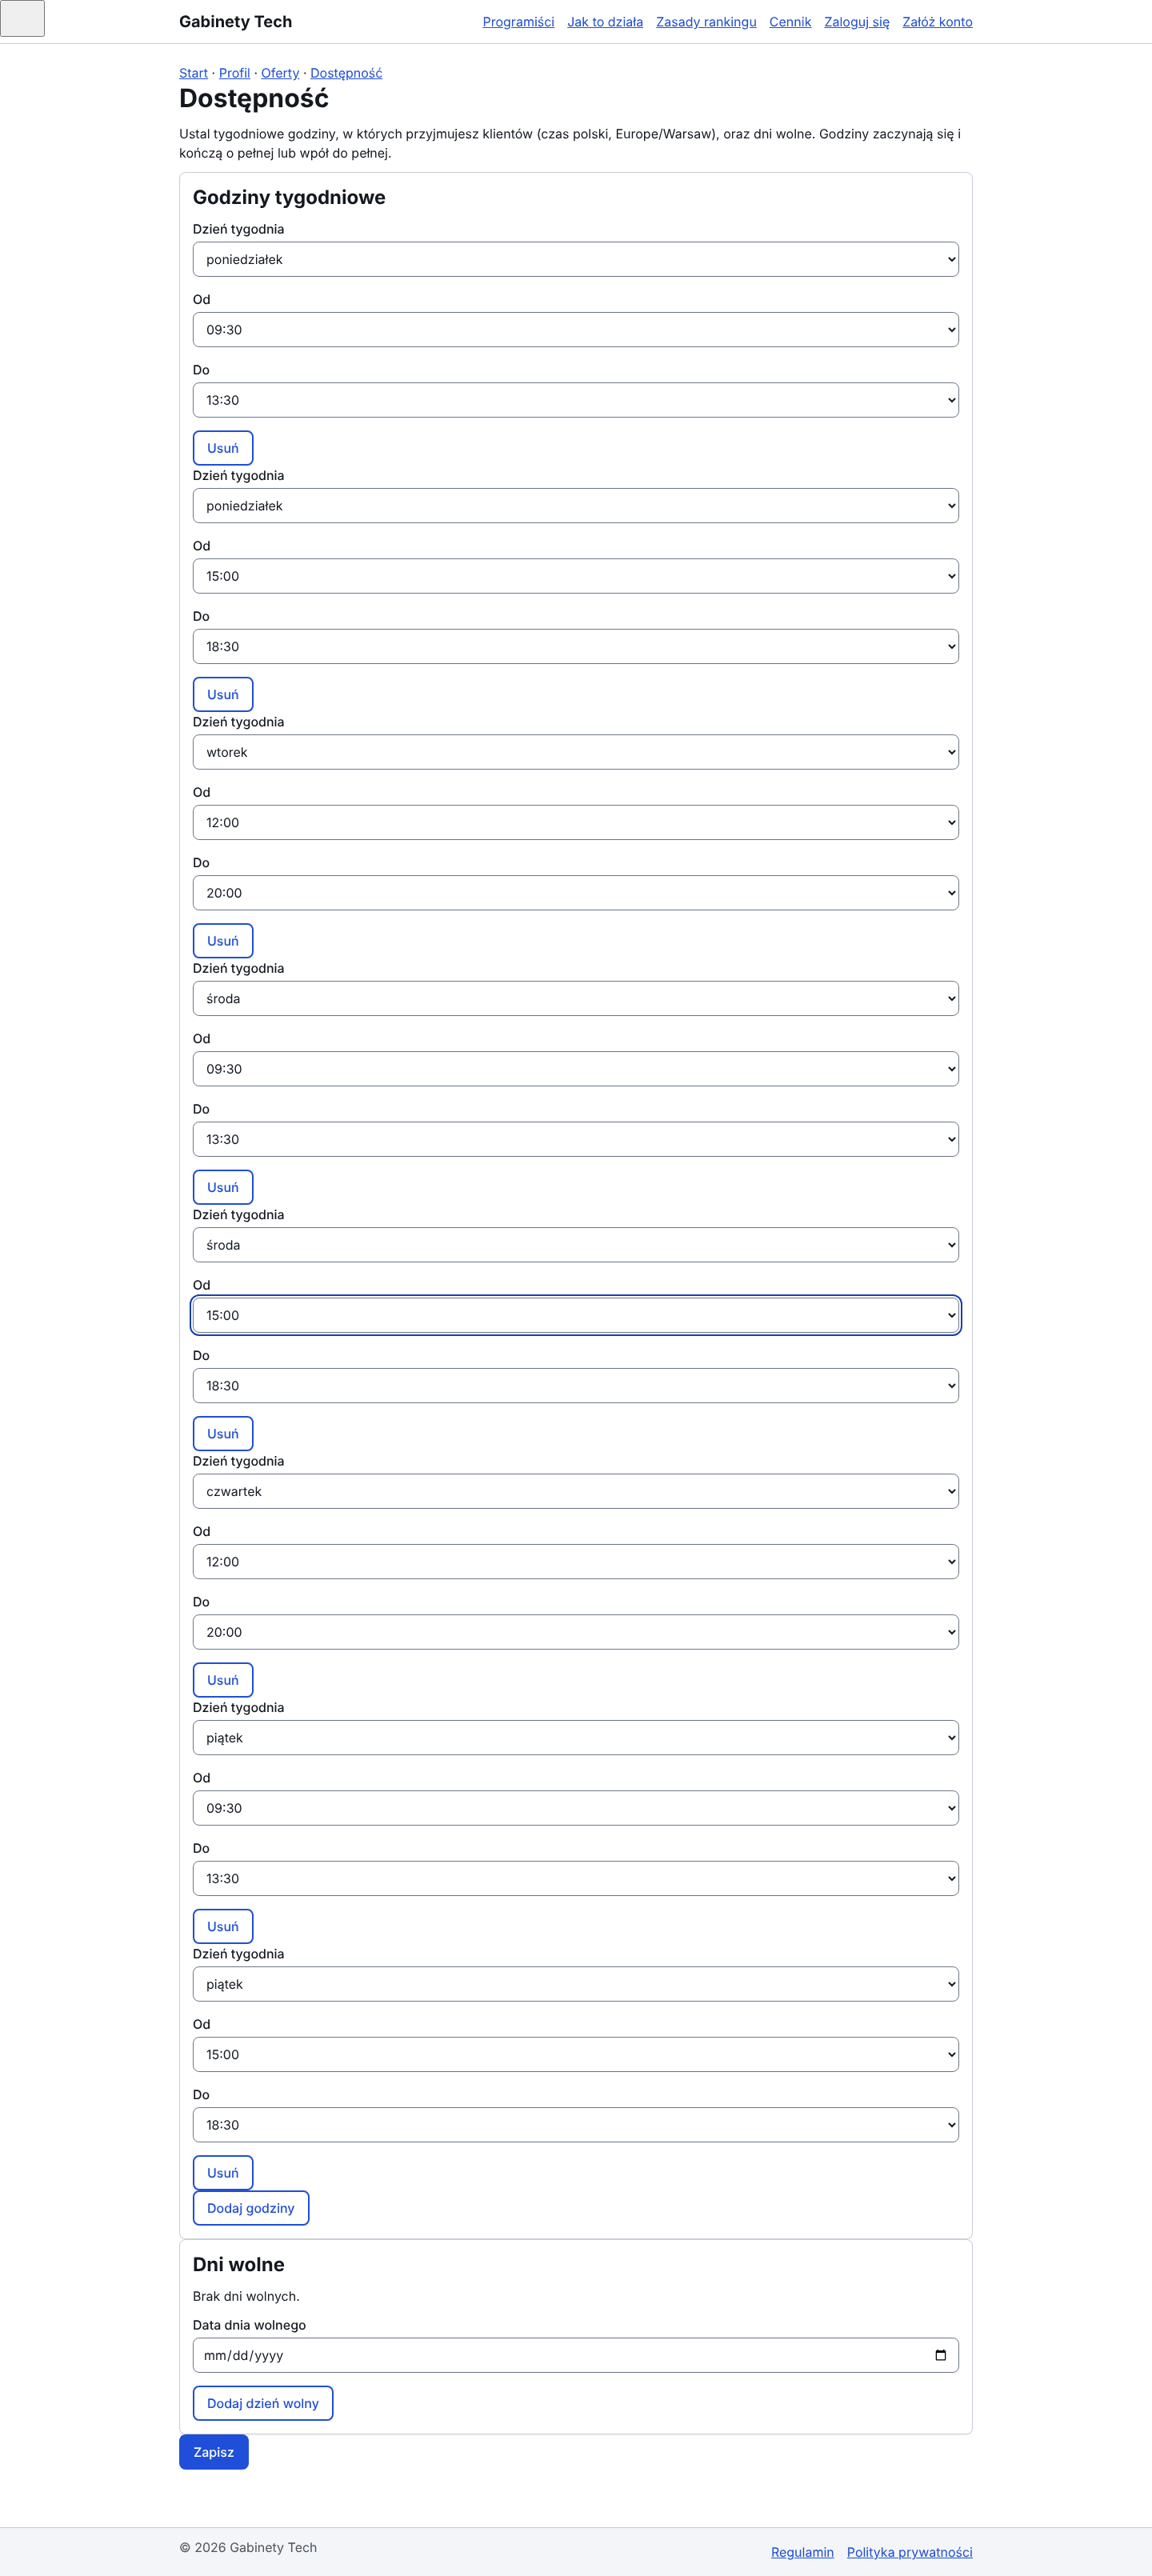 Gabinety Tech
Programiści Jak to działa Zasady rankingu Cennik Zaloguj się Załóż konto
Start · Profil · Oferty · Dostępność
Dostępność
Ustal tygodniowe godziny, w których przyjmujesz klientów (czas polski, Europe/Warsaw), oraz dni wolne. Godziny zaczynają się i
kończą o pełnej lub wpół do pełnej.
Godziny tygodniowe
Dzień tygodnia
poniedziałek
Od
09:30
Do
13:30
Usuń
Dzień tygodnia
poniedziałek
Od
15:00
Do
18:30
Usuń
Dzień tygodnia
wtorek
Od
12:00
Do
20:00
Usuń
Dzień tygodnia
środa
Od
09:30
Do
13:30
Usuń
Dzień tygodnia
środa
Od
15:00
Do
18:30
Usuń
Dzień tygodnia
czwartek
Od
12:00
Do
20:00
Usuń
Dzień tygodnia
piątek
Od
09:30
Do
13:30
Usuń
Dzień tygodnia
piątek
Od
15:00
Do
18:30
Usuń
Dodaj godziny
Dni wolne
Brak dni wolnych.
Data dnia wolnego
mm/dd/yyyy
Dodaj dzień wolny
Zapisz
© 2026 Gabinety Tech
Regulamin Polityka prywatności